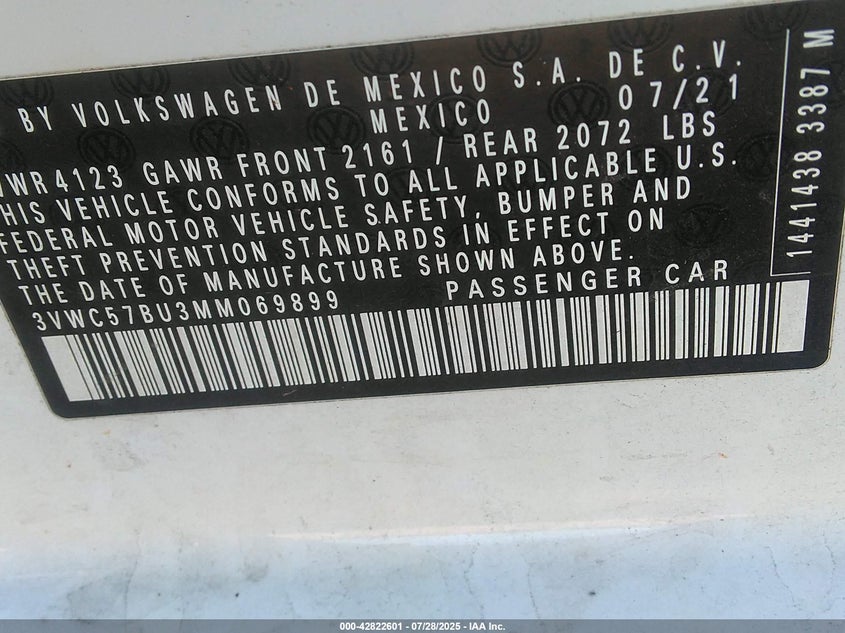 BY VOLKSWAGEN DE MEXICO S.A. DE C.V.
MEXICO 07/21
GAWR FRONT 2161 / REAR 2072 LBS
VEHICLE CONFORMS TO ALL APPLICABLE U.S.
FEDERAL MOTOR VEHICLE SAFETY, BUMPER AND
THEFT PREVENTION STANDARDS IN EFFECT ON
THE DATE OF MANUFACTURE SHOWN ABOVE.
3VWC57BU3MM069899 PASSENGER CAR
1441438 3387 M
000-42822601 / 07/28/2025 - IAA Inc.